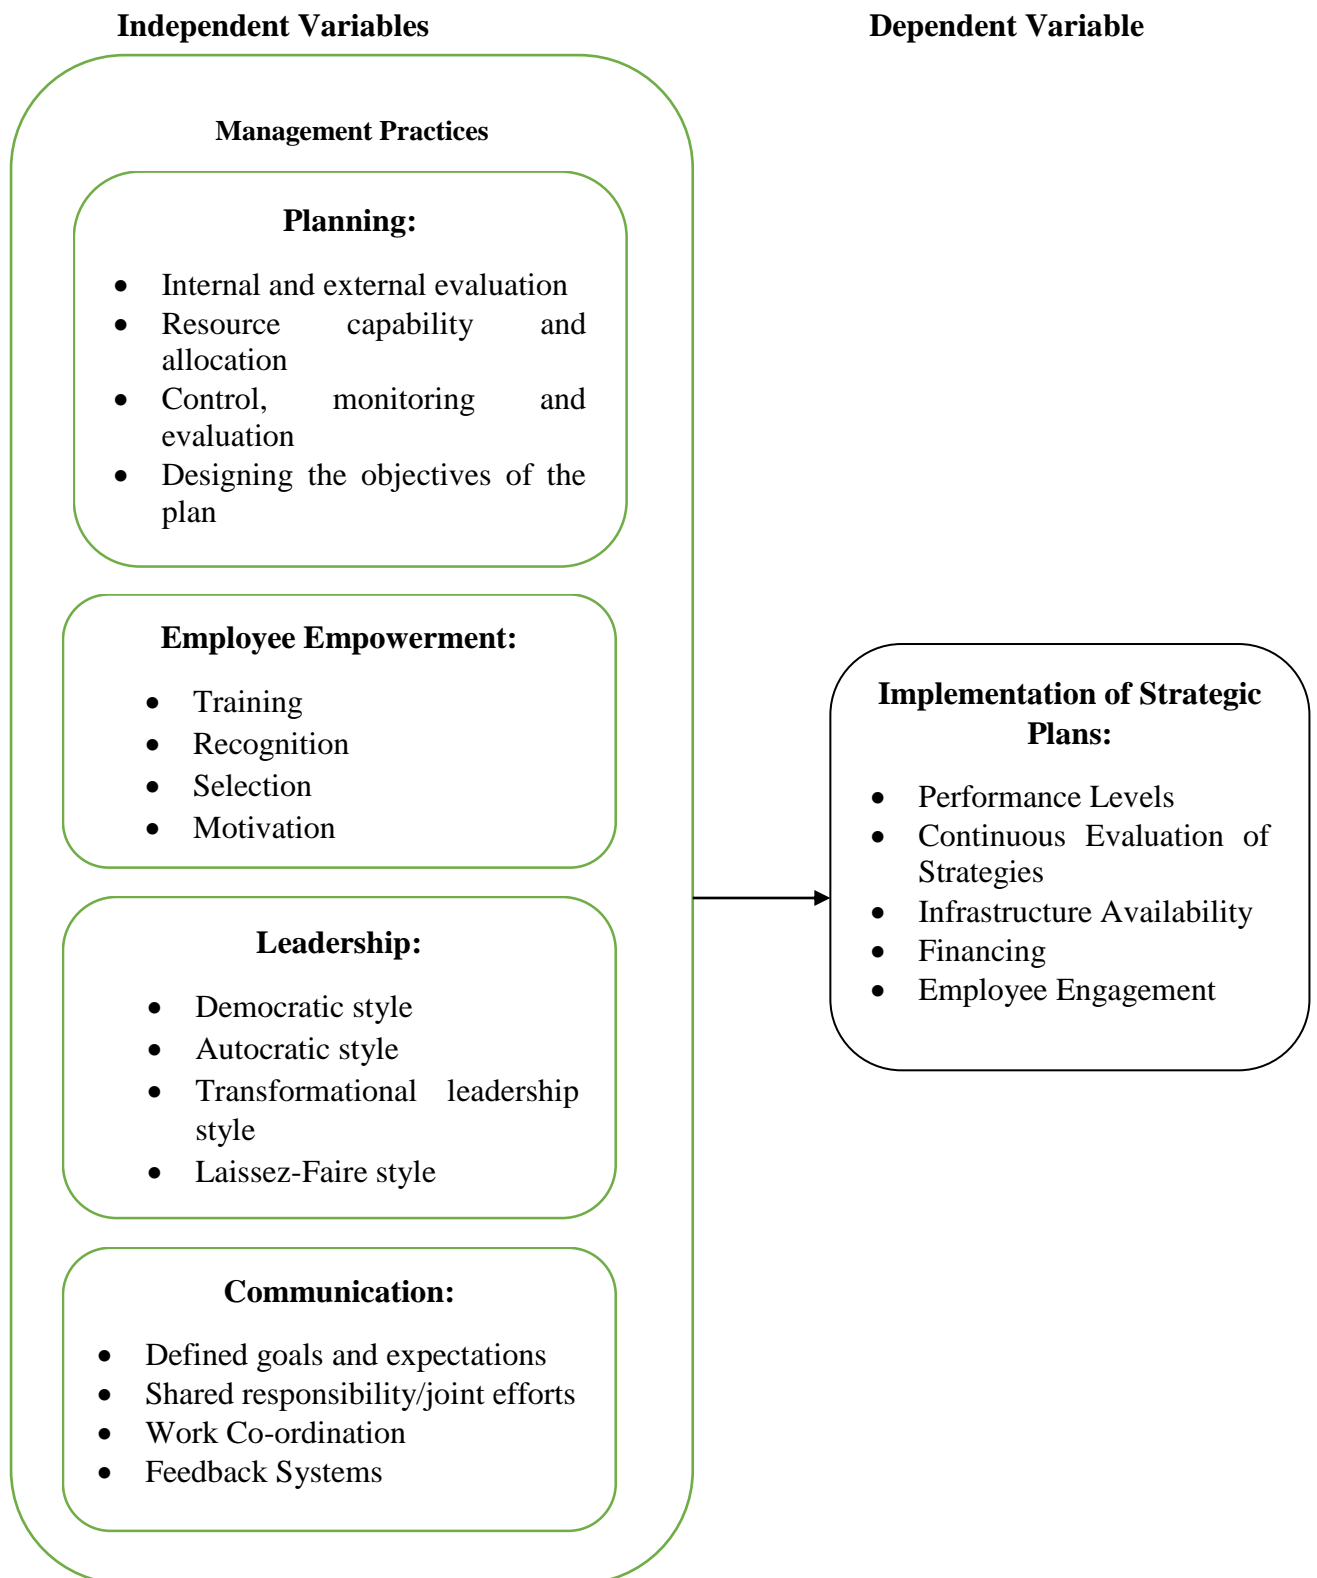 Independent Variables
Dependent Variable
Management Practices
Planning:
• Internal and external evaluation
• Resource capability and
allocation
• Control, monitoring and
evaluation
• Designing the objectives of the
plan
Employee Empowerment:
• Training
• Recognition
• Selection
• Motivation
Leadership:
• Democratic style
• Autocratic style
• Transformational leadership
style
• Laissez-Faire style
Communication:
• Defined goals and expectations
• Shared responsibility/joint efforts
• Work Co-ordination
• Feedback Systems
Implementation of Strategic
Plans:
• Performance Levels
• Continuous Evaluation of
Strategies
• Infrastructure Availability
• Financing
• Employee Engagement